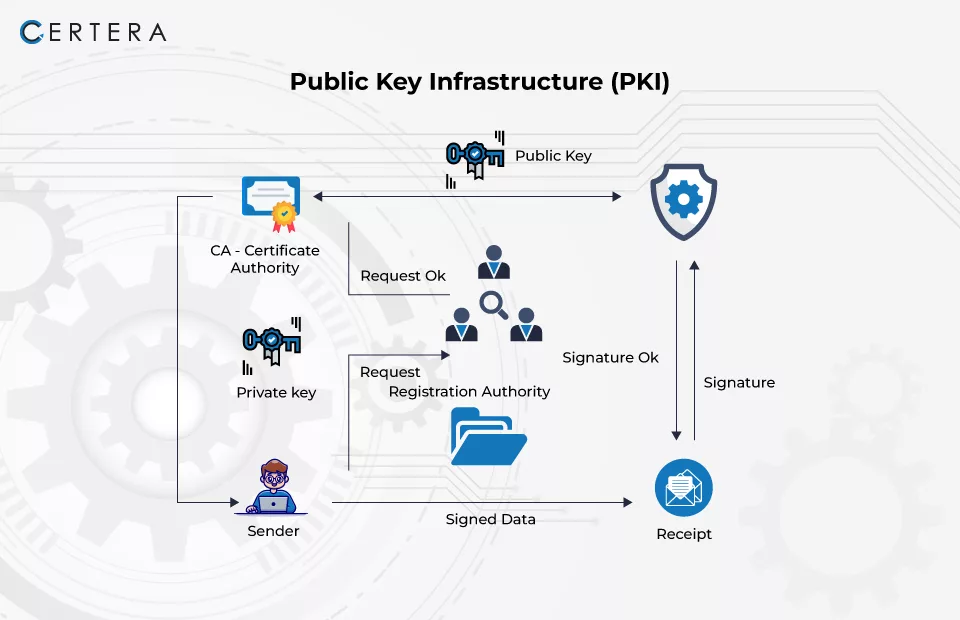 CERTERA
Public Key Infrastructure (PKI)
Public Key
CA - Certificate
Authority
Request Ok
Private key
Request
Registration Authority
Signature Ok
Signature
Sender
Signed Data
Receipt